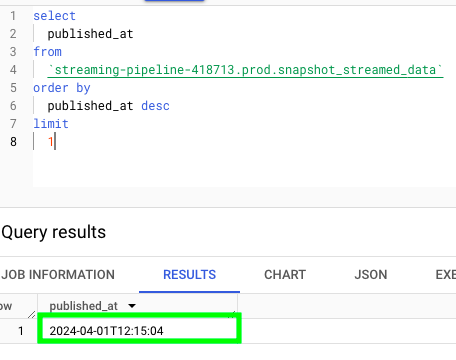 1 select
2 published_at
3 from
4 `streaming-pipeline-418713.prod.snapshot_streamed_data`
5 order by
6 published_at desc
7 limit
8 1
Query results
JOB INFORMATION RESULTS CHART JSON EXE
ow published_at
1 2024-04-01T12:15:04